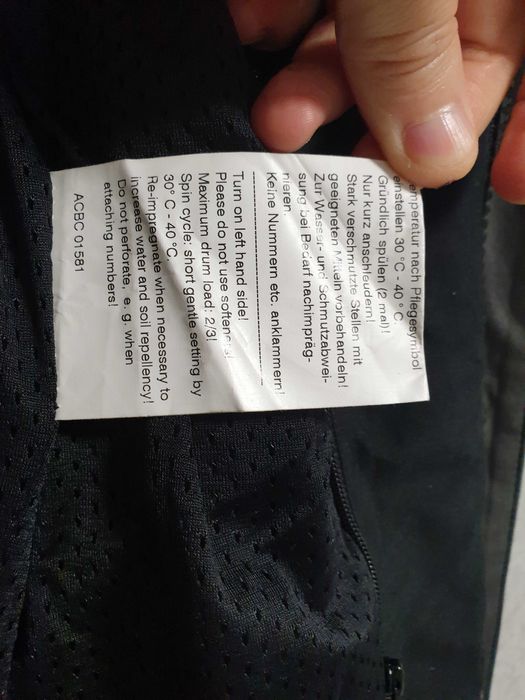 emperatur nach Pflegesymbol
einstellen 30 °C - 40 °C.
Gründlich spülen (2 mal)!
Nur kurz anschleudern!
Stark verschmutzte Stellen mit
geeigneten Mitteln vorbehandeln!
Zur Wasser- und Schmutzabwei-
sung bei Bedarf nachimpräg-
nieren.
Keine Nummern etc. anklammern!
Turn on left hand side!
Please do not use softener!
Maximum drum load: 2/3!
Spin cycle: short gentle setting by
30°C - 40 °C.
Re-impregnate when necessary to
increase water and soil repellency!
Do not perforate, e. g. when
attaching numbers!
ACBC 01581